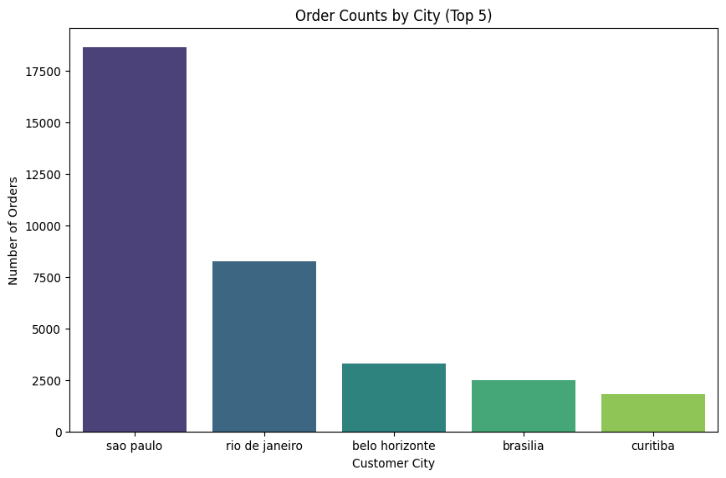 Order Counts by City (Top 5)
Number of Orders
17500
15000
12500
10000
7500
5000
2500
0
sao paulo
rio de janeiro
belo horizonte
brasilia
curitiba
Customer City